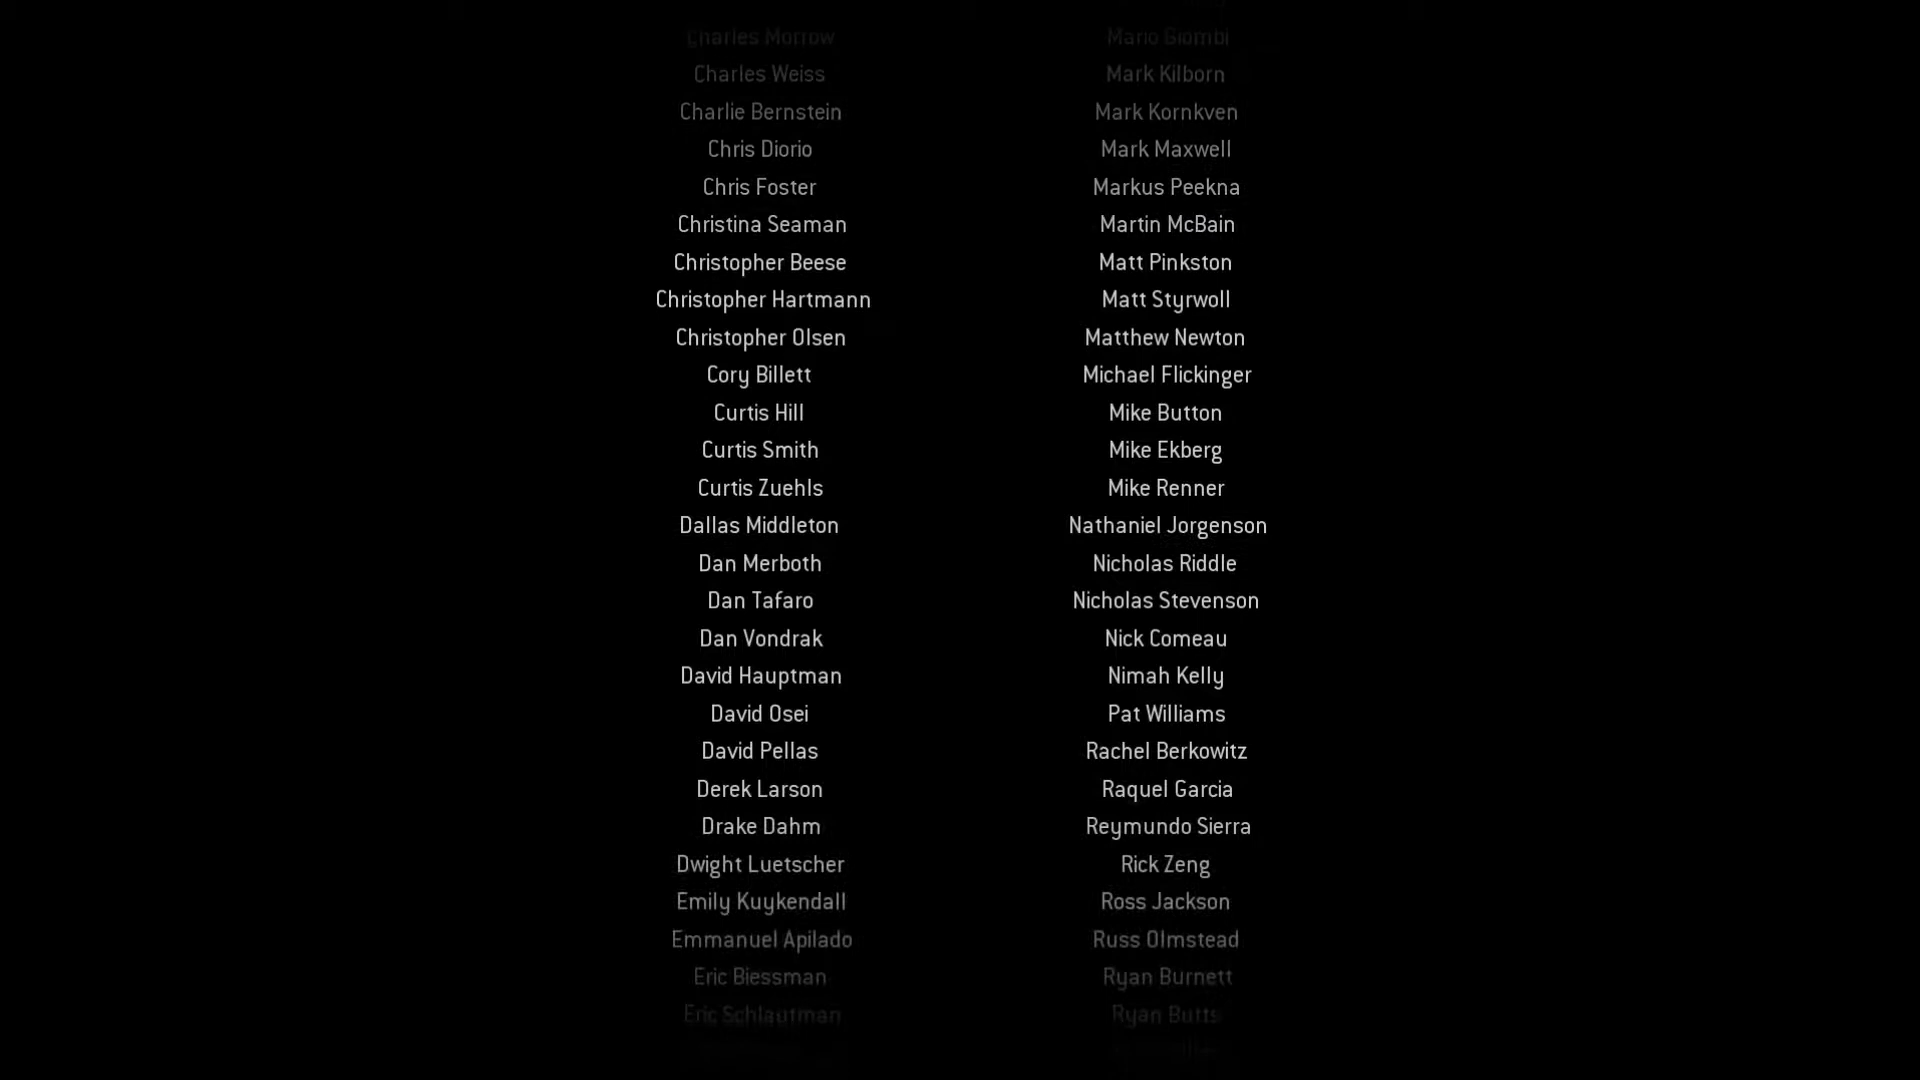 Charles Morrow
Charles Weiss
Charlie Bernstein
Chris Diorio
Chris Foster
Christina Seaman
Christopher Beese
Christopher Hartmann
Christopher Olsen
Cory Billett
Curtis Hill
Curtis Smith
Curtis Zuehls
Dallas Middleton
Dan Merboth
Dan Tafaro
Dan Vondrak
David Hauptman
David Osei
David Pellas
Derek Larson
Drake Dahm
Dwight Luetscher
Emily Kuykendall
Emmanuel Apilado
Eric Biessman
Eric Schlautman
Mario Giombi
Mark Kilborn
Mark Kornkven
Mark Maxwell
Markus Peekna
Martin McBain
Matt Pinkston
Matt Styrwoll
Matthew Newton
Michael Flickinger
Mike Button
Mike Ekberg
Mike Renner
Nathaniel Jorgenson
Nicholas Riddle
Nicholas Stevenson
Nick Comeau
Nimah Kelly
Pat Williams
Rachel Berkowitz
Raquel Garcia
Reymundo Sierra
Rick Zeng
Ross Jackson
Russ Olmstead
Ryan Burnett
Ryan Butts